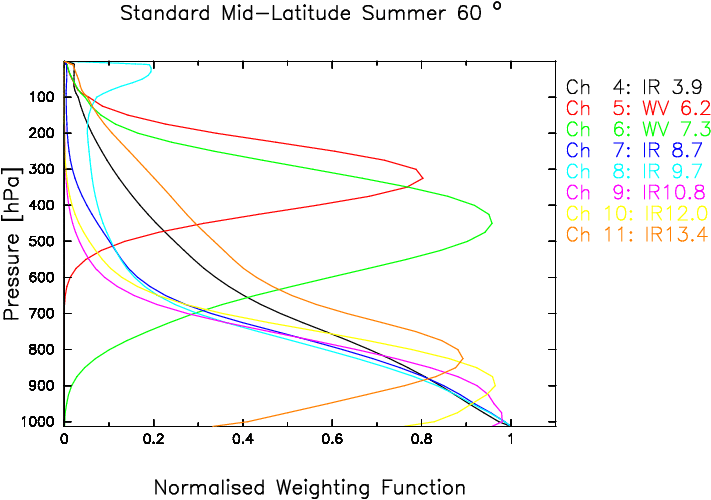 Standard Mid-Latitude Summer 60 °
Ch 4: IR 3.9
Ch 5: WV 6.2
Ch 6: WV 7.3
Ch 7: IR 8.7
Ch 8: IR 9.7
Ch 9: IR10.8
Ch 10: IR12.0
Ch 11: IR13.4
Pressure [hPa]
100
200
300
400
500
600
700
800
900
1000
0 0.2 0.4 0.6 0.8 1
Normalised Weighting Function